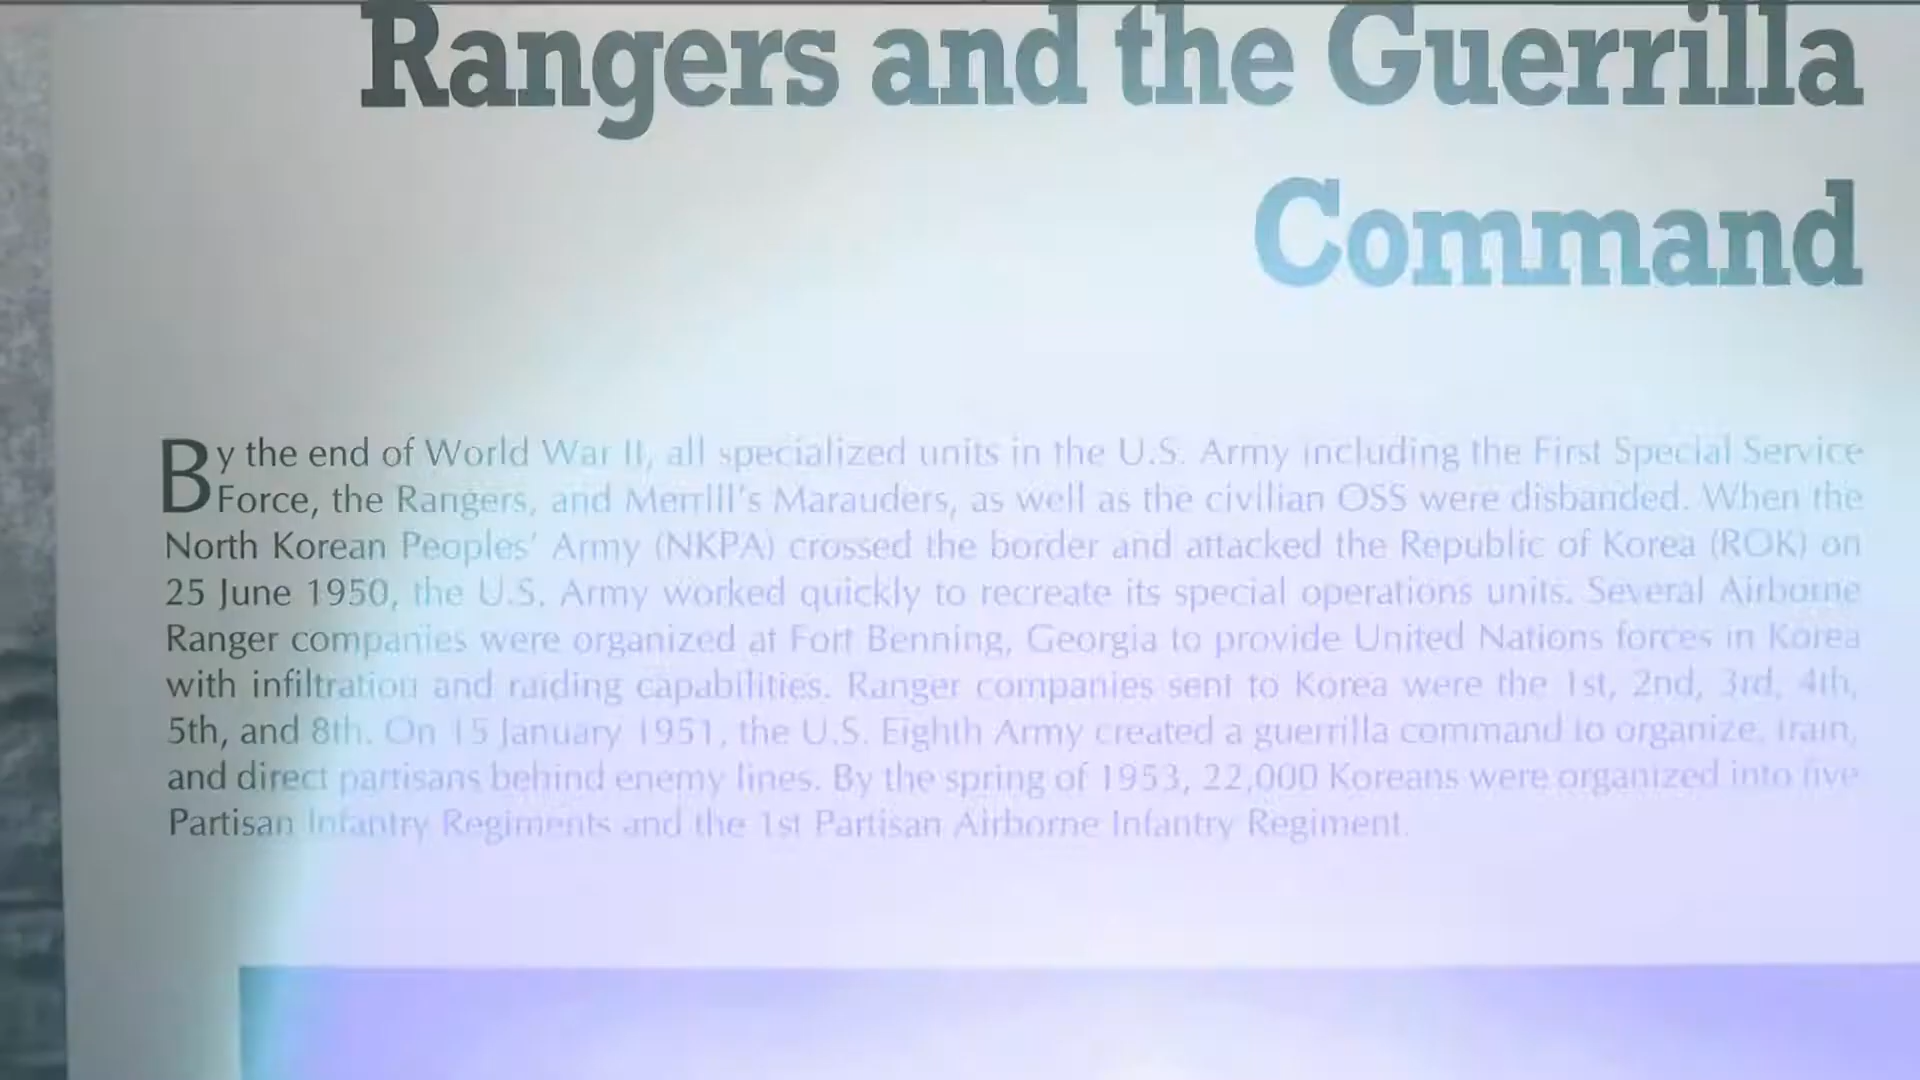 Rangers and the Guerrilla
Command
By the end of World War II, all specialized units in the U.S. Army including the First Special Service
Force, the Rangers, and Merrill's Marauders, as well as the civilian OSS were disbanded. When the
North Korean Peoples' Army (NKPA) crossed the border and attacked the Republic of Korea (ROK) on
25 June 1950, the U.S. Army worked quickly to recreate its special operations units. Several Airborne
Ranger companies were organized at Fort Benning, Georgia to provide United Nations forces in Korea
with infiltration and raiding capabilities. Ranger companies sent to Korea were the 1st, 2nd, 3rd, 4th,
5th, and 8th. On 15 January 1951, the U.S. Eighth Army created a guerrilla command to organize, train,
and direct partisans behind enemy lines. By the spring of 1953, 22,000 Koreans were organized into five
Partisan Infantry Regiments and the 1st Partisan Airborne Infantry Regiment.